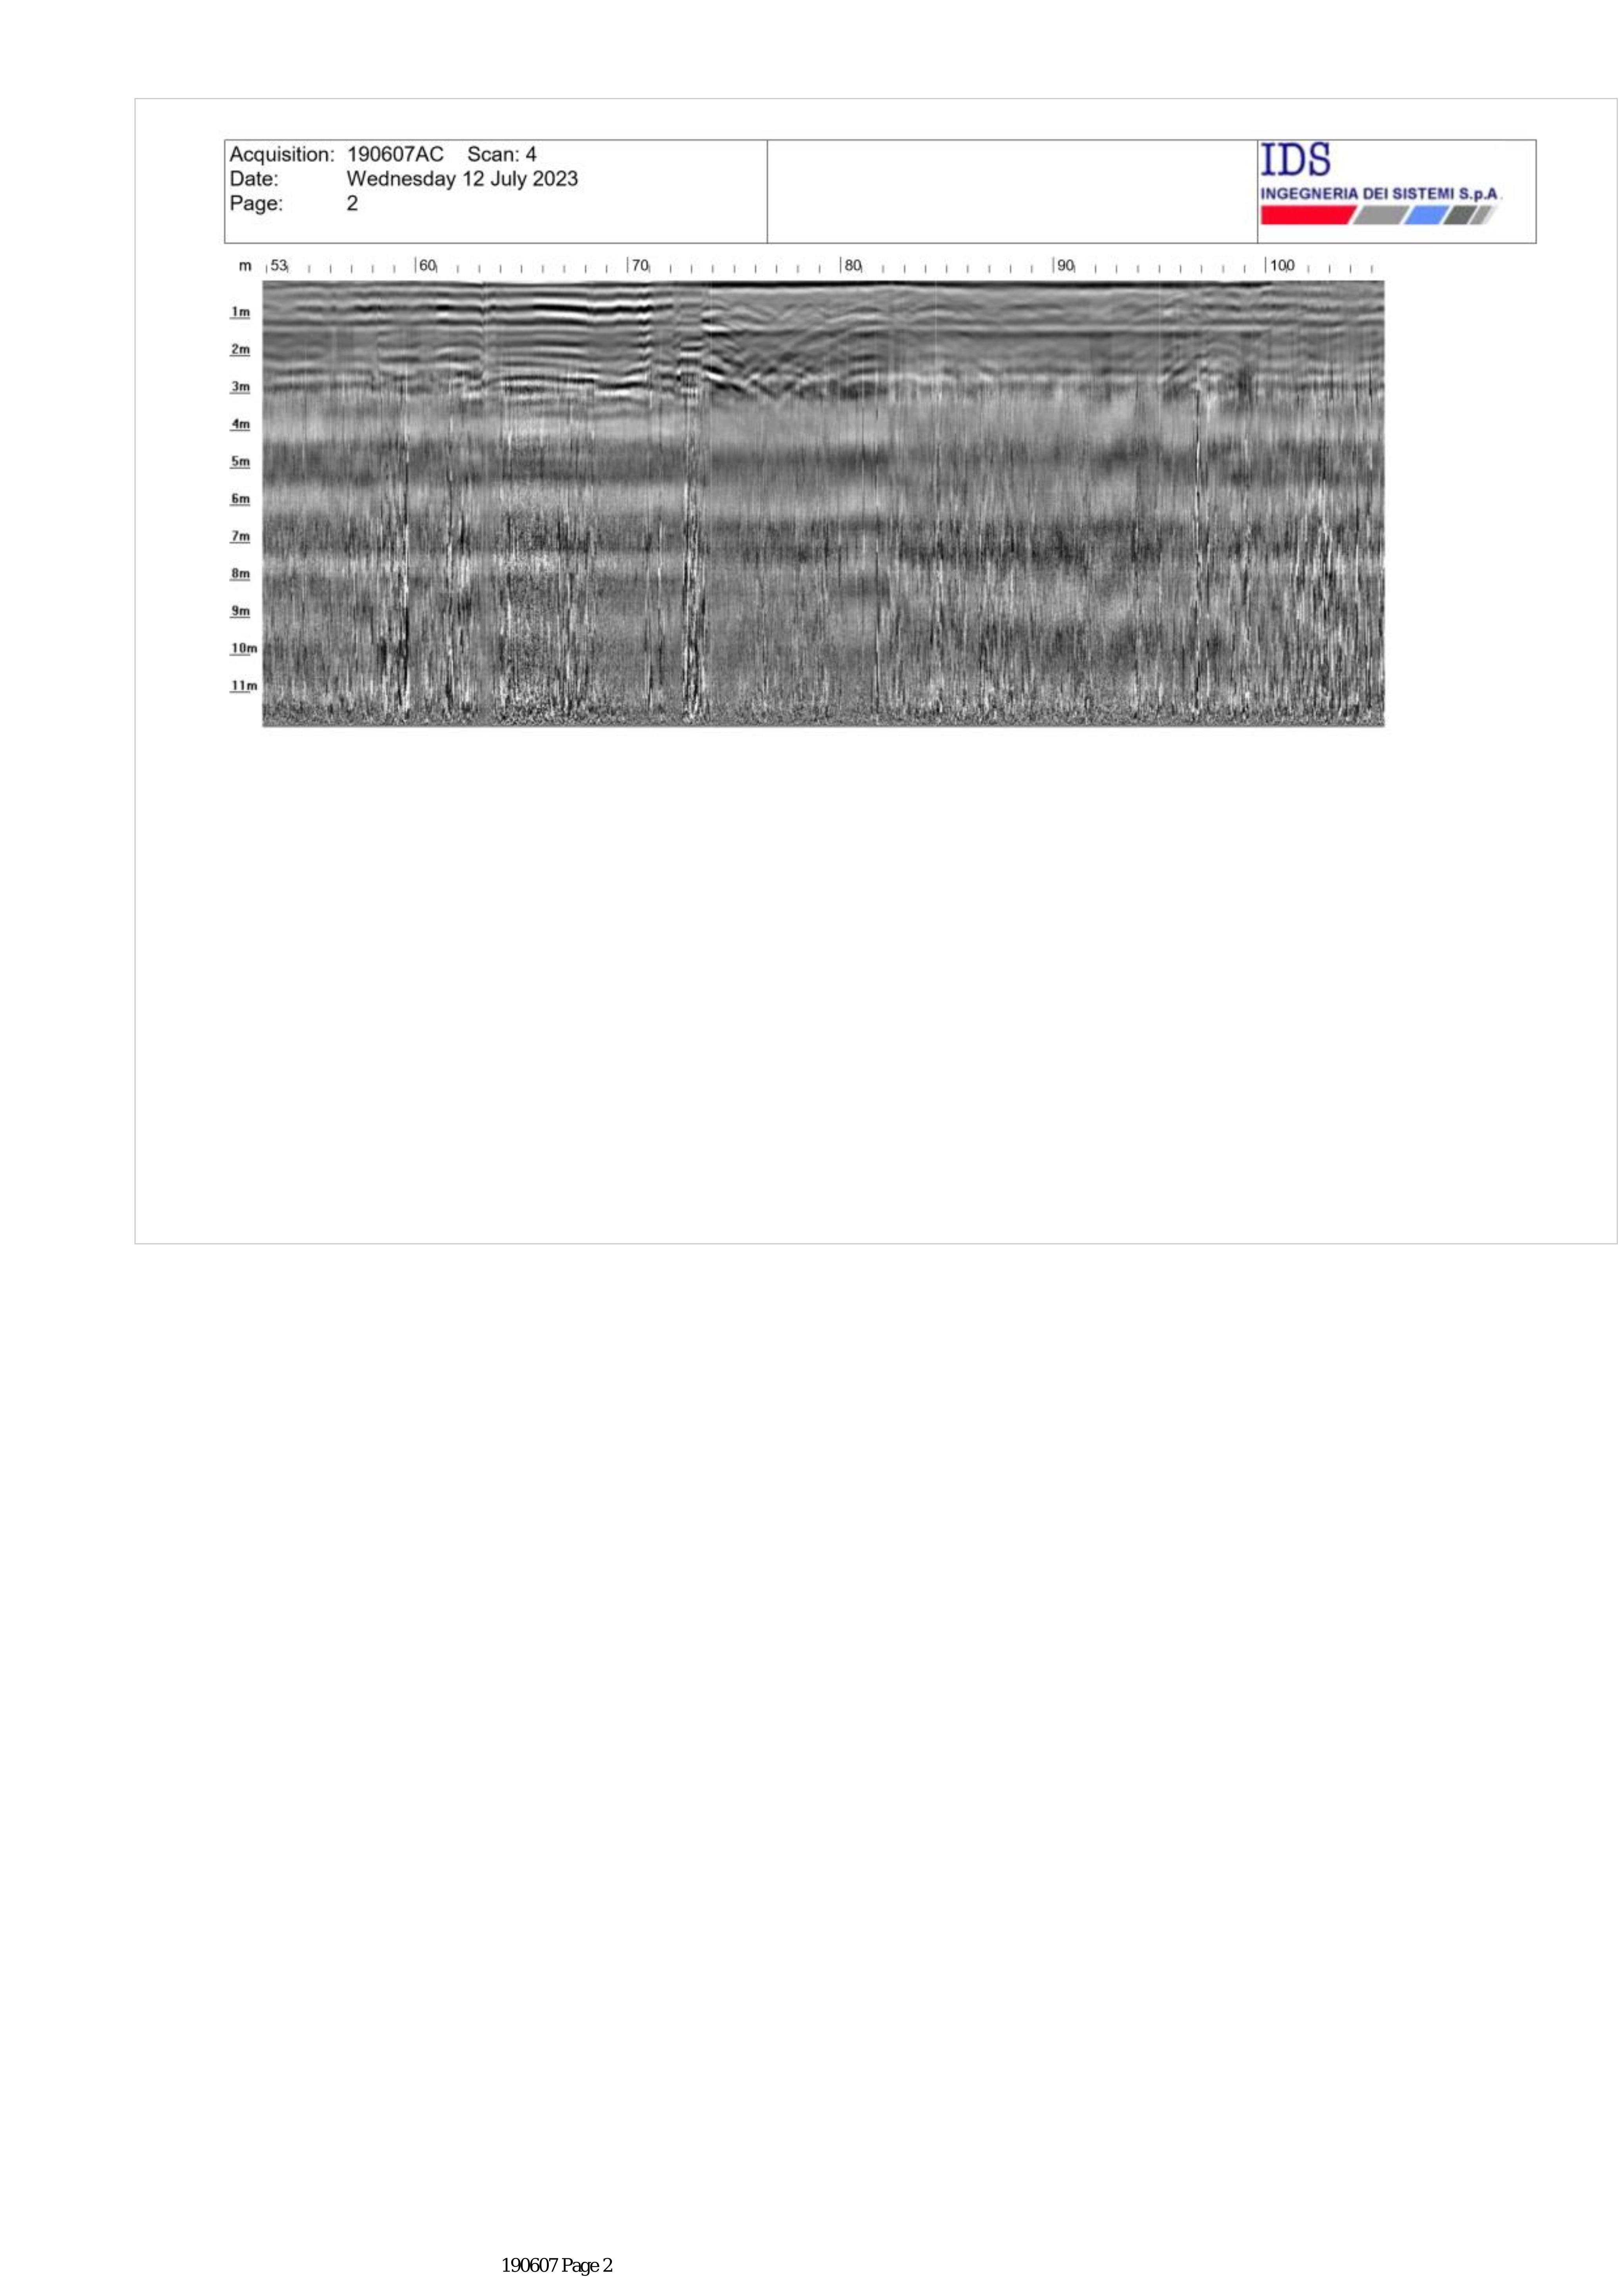 Acquisition: 190607AC Scan: 4
Date: Wednesday 12 July 2023
Page: 2
IDS
INGEGNERIA DEI SISTEMI S.p.A.
m 53 60 70 80 90 100
1m
2m
3m
4m
5m
6m
7m
8m
9m
10m
11m
190607 Page 2